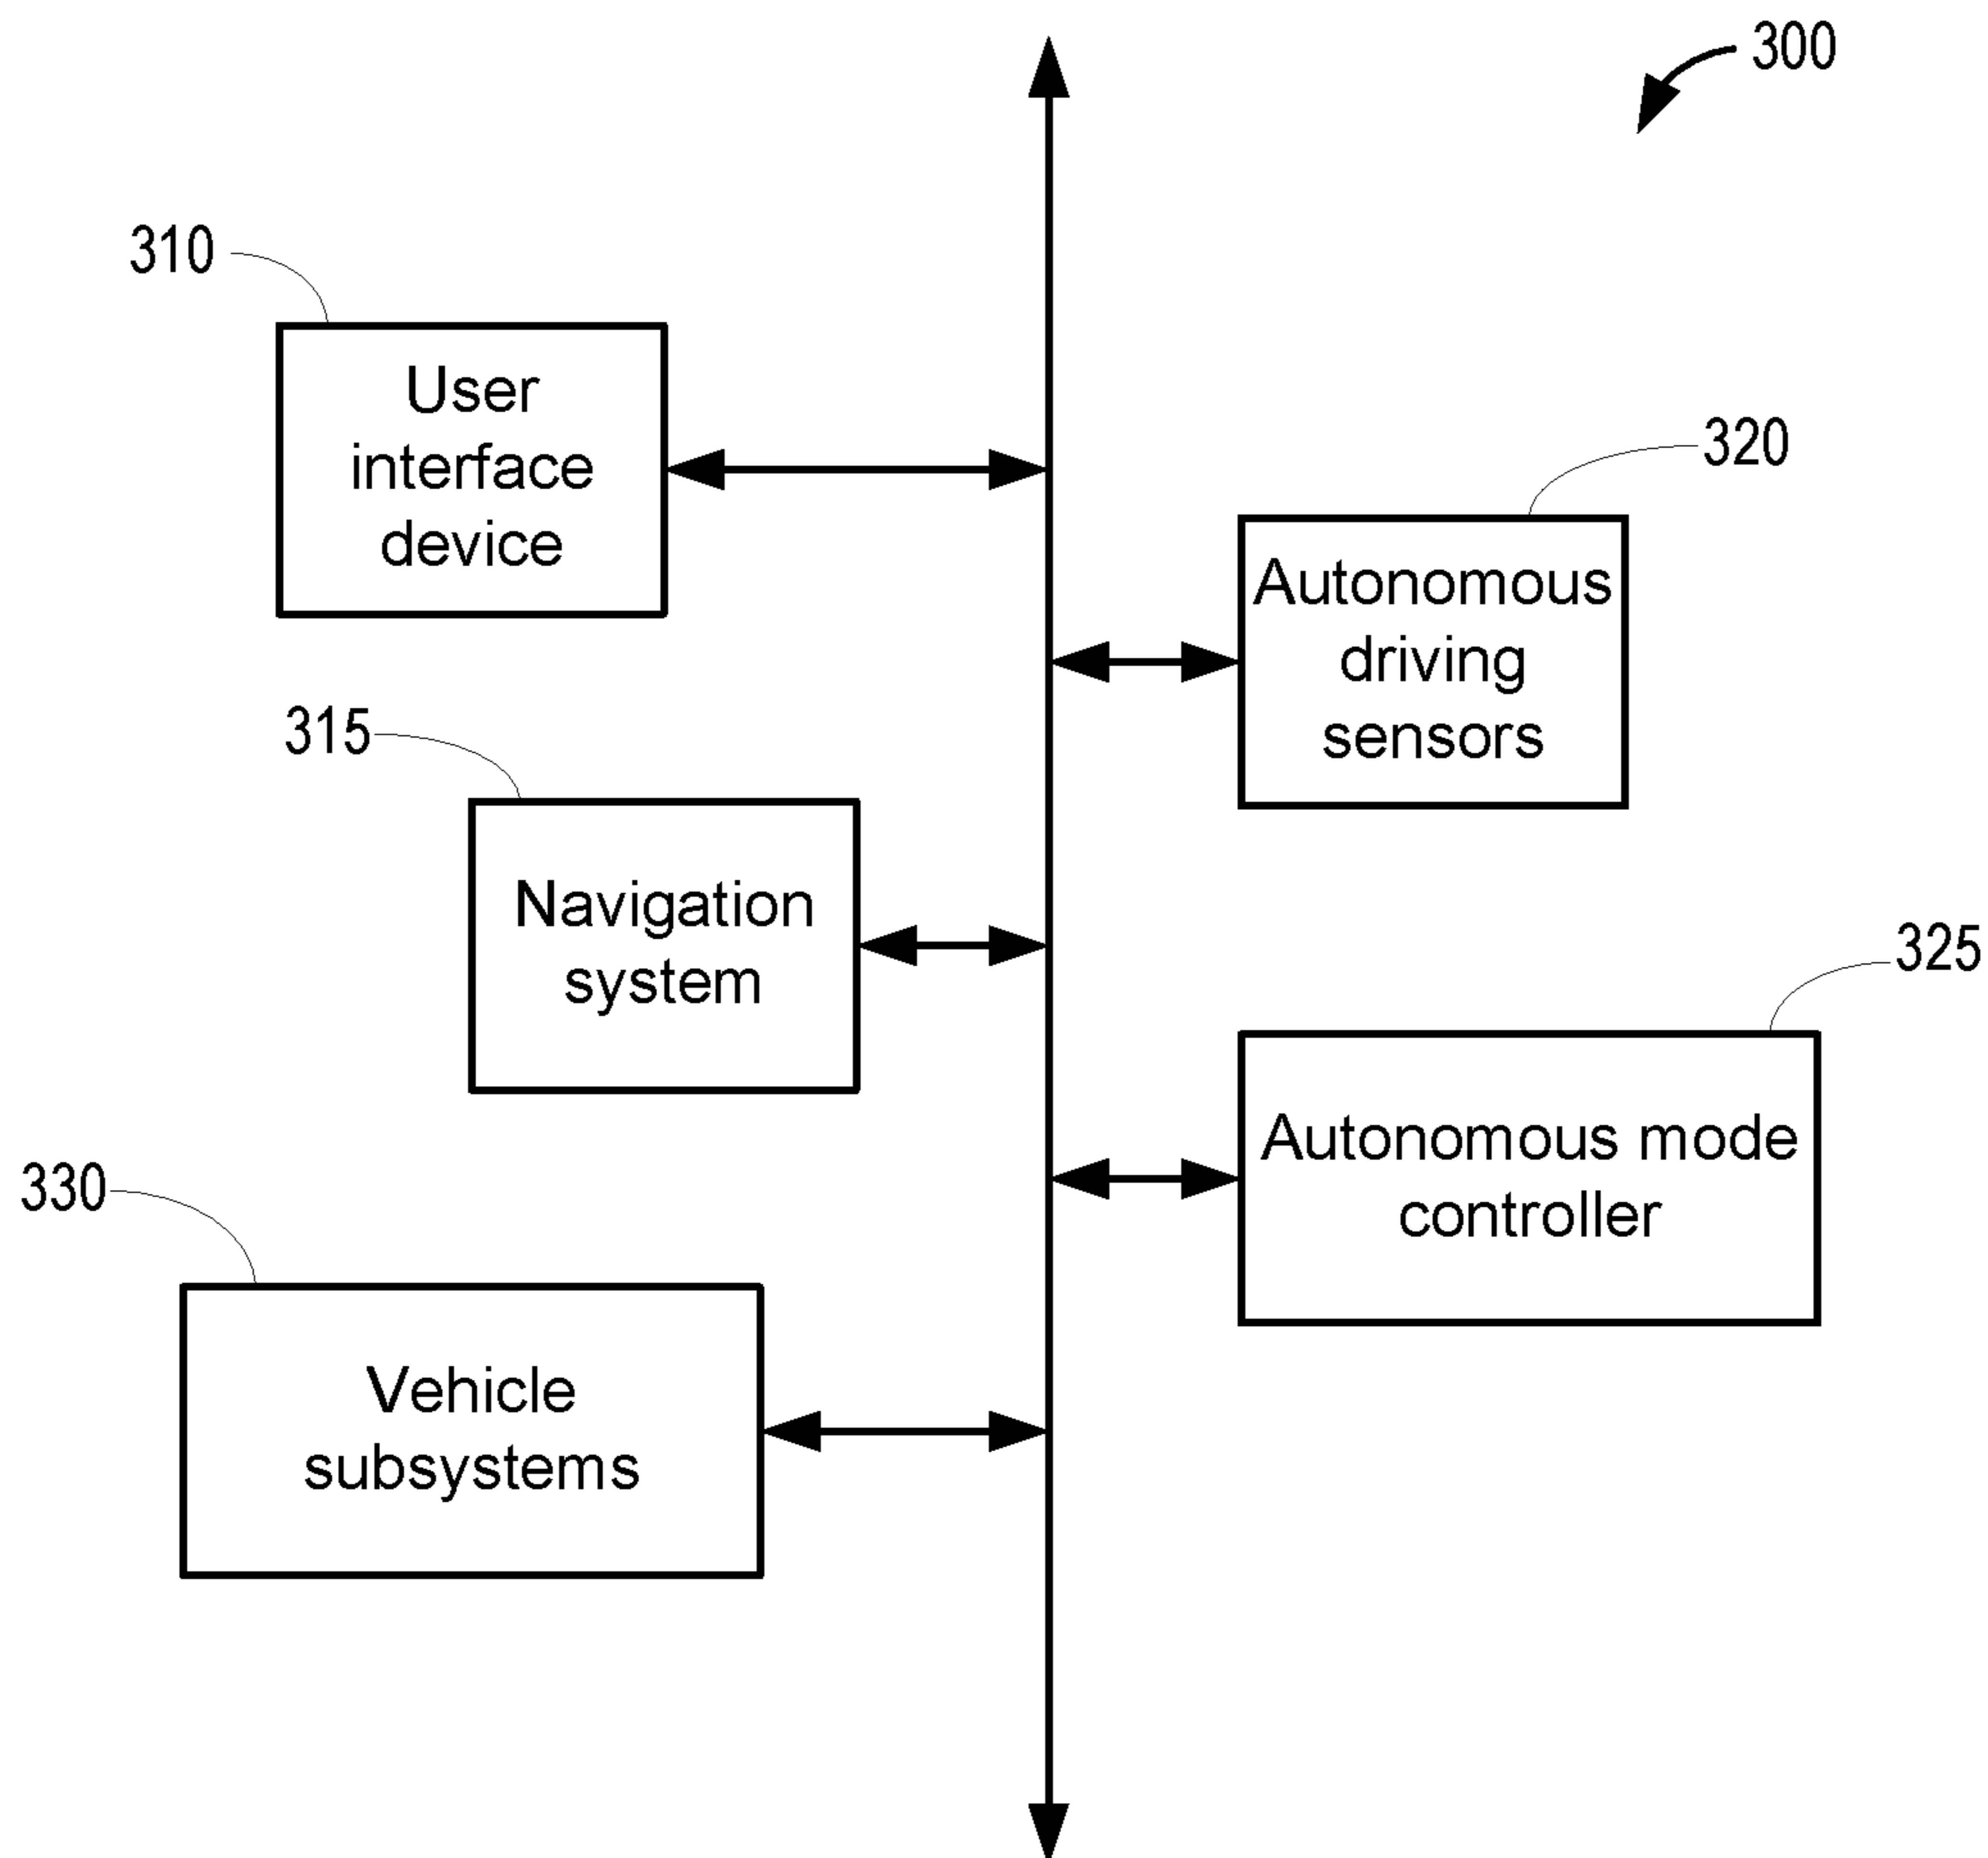 300
310
User
interface
device
320
Autonomous
driving
sensors
315
Navigation
system
325
Autonomous mode
controller
330
Vehicle
subsystems